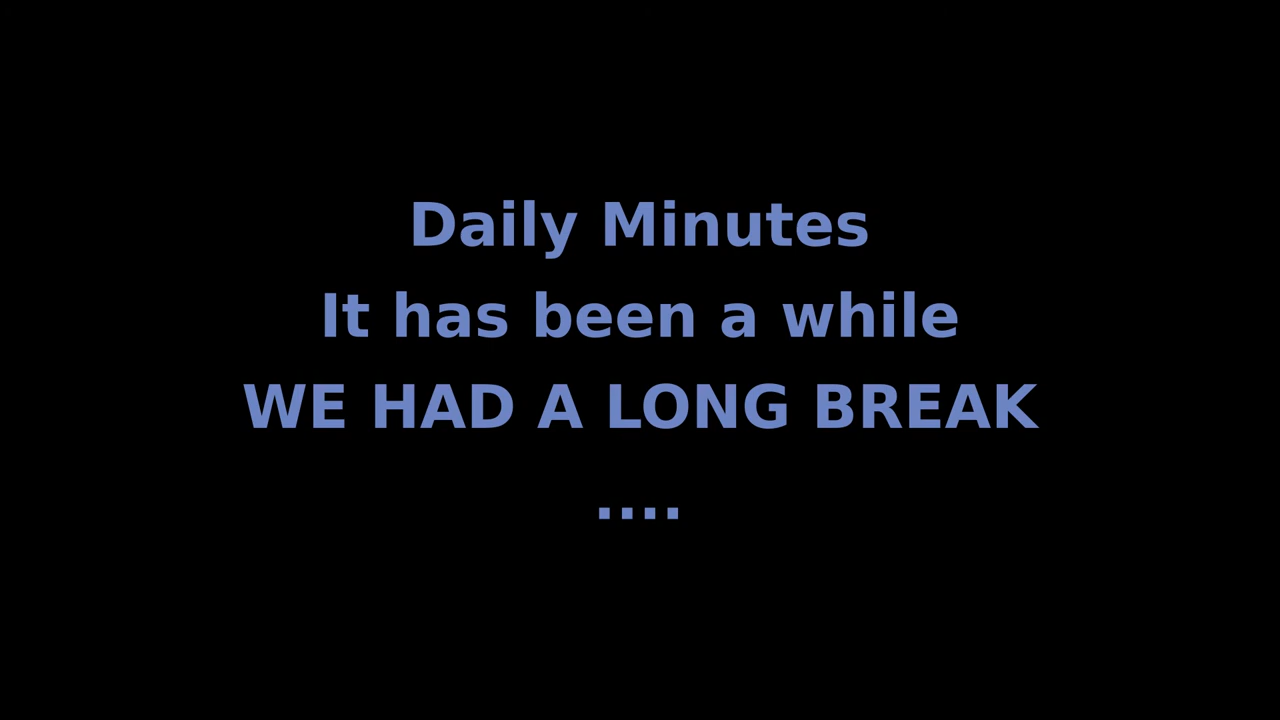 Daily Minutes
It has been a while
WE HAD A LONG BREAK
....